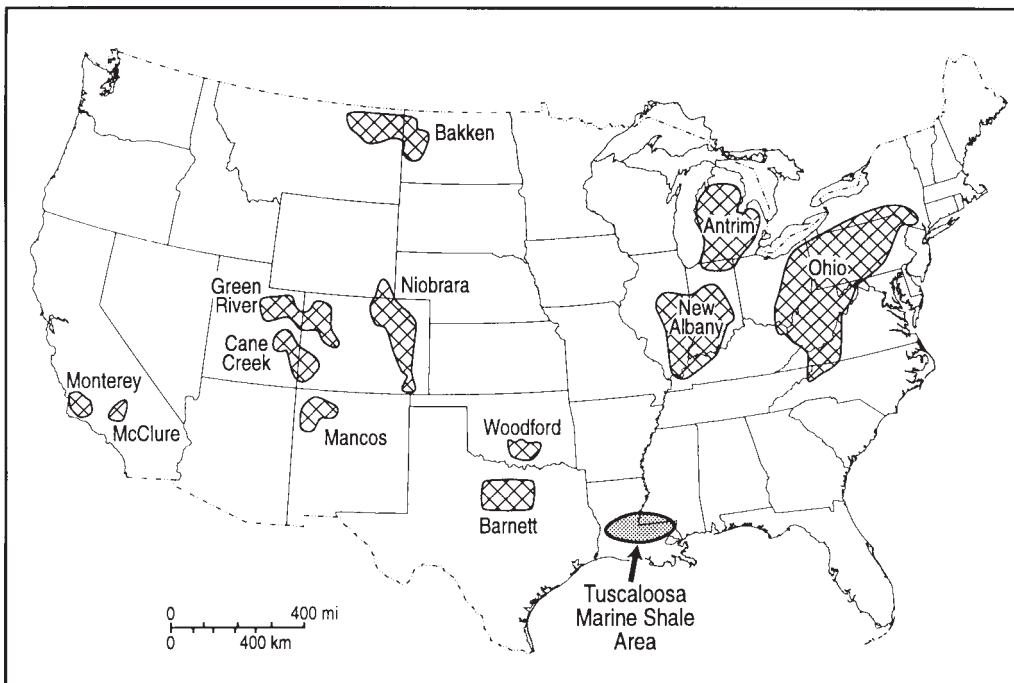 Bakken
Antrim
Ohio
Green
River
Niobrara
New
Albany
Cane
Creek
Monterey
McClure
Mancos
Woodford
Barnett
Tuscaloosa
Marine Shale
Area
0 400 mi
0 400 km